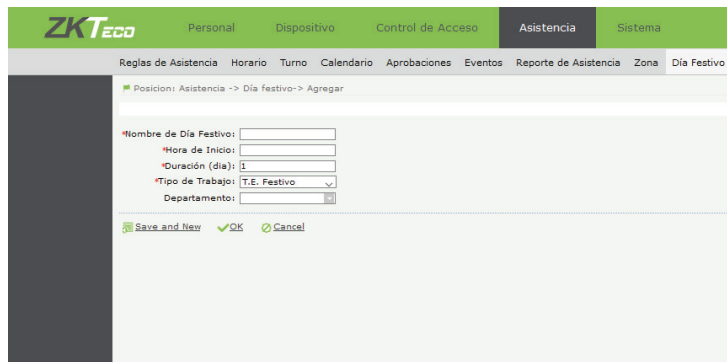 ZKTeco Personal Dispositivo Control de Acceso Asistencia Sistema
Reglas de Asistencia Horario Turno Calendario Aprobaciones Eventos Reporte de Asistencia Zona Día Festivo
Posicion: Asistencia -> Día festivo-> Agregar
*Nombre de Día Festivo:
*Hora de Inicio:
*Duración (dia): 1
*Tipo de Trabajo: T.E. Festivo
Departamento:
Save and New OK Cancel